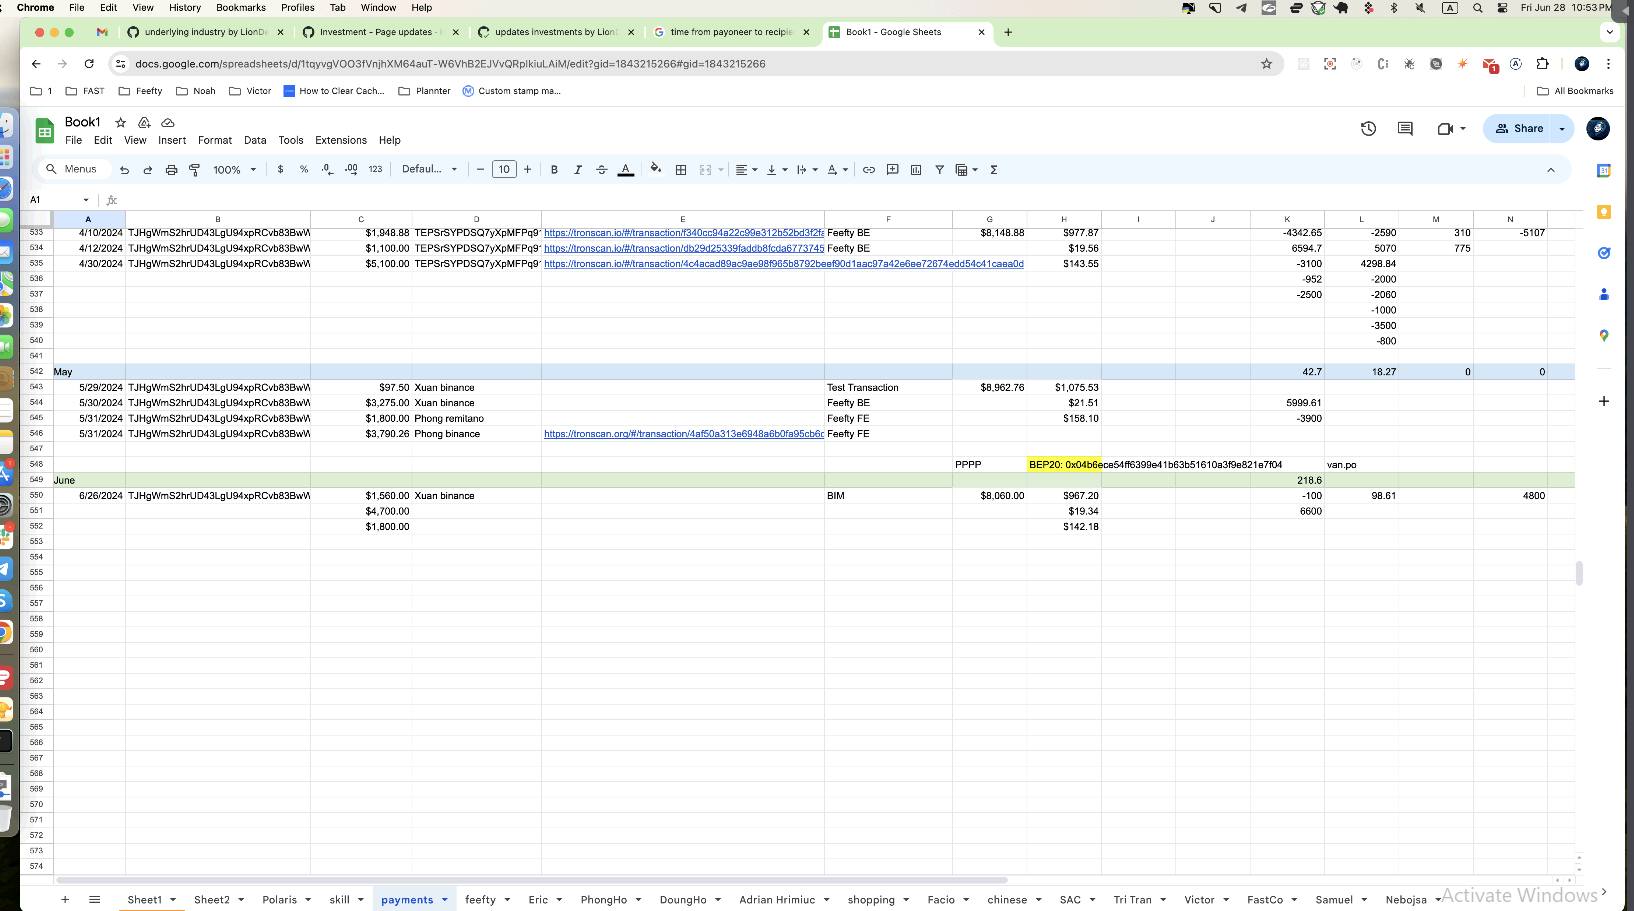 Chrome File Edit View History Bookmarks Profiles Tab Window Help A Fri Jun 28 10:53PM
underlying industry by LionDe Investment - Page updates - updates investments by LionD time from payoneer to recipie Book1 - Google Sheets
docs.google.com/spreadsheets/d/1tqyvgVOO3fVnjhXM64auT-W6VhB2EJVvQRplkiuLAiM/edit?gid=1843215266#gid=1843215266
1 FAST Feefty Noah Victor How to Clear Cach... Plannter Custom stamp ma... All Bookmarks
Book1
File Edit View Insert Format Data Tools Extensions Help Share
Menus 100% $ % .0 .00 123 Defaul... 10 B I A Σ
A1 fx
A B C D E F G H I J K L M N
533 4/10/2024 TJHgWmS2hrUD43LgU94xpRCvb83BwW $1,948.88 TEPSrSYPDSQ7yXpMFPq9 https://tronscan.io/#/transaction/f340cc94a22c99e312b52bd3f2fa Feefty BE $8,148.88 $977.87 -4342.65 -2590 310 -5107
534 4/12/2024 TJHgWmS2hrUD43LgU94xpRCvb83BwW $1,100.00 TEPSrSYPDSQ7yXpMFPq9 https://tronscan.io/#/transaction/db29d25339faddb8fcda6773745 Feefty BE $19.56 6594.7 5070 775
535 4/30/2024 TJHgWmS2hrUD43LgU94xpRCvb83BwW $5,100.00 TEPSrSYPDSQ7yXpMFPq9 https://tronscan.io/#/transaction/4c4acad89ac9ae98f965b8792beef90d1aac97a42e6ee72674edd54c41caea0d $143.55 -3100 4298.84
536 -952 -2000
537 -2500 -2060
538 -1000
539 -3500
540 -800
541
542 May 42.7 18.27 0 0
543 5/29/2024 TJHgWmS2hrUD43LgU94xpRCvb83BwW $97.50 Xuan binance Test Transaction $8,962.76 $1,075.53
544 5/30/2024 TJHgWmS2hrUD43LgU94xpRCvb83BwW $3,275.00 Xuan binance Feefty BE $21.51 5999.61
545 5/31/2024 TJHgWmS2hrUD43LgU94xpRCvb83BwW $1,800.00 Phong remitano Feefty FE $158.10 -3900
546 5/31/2024 TJHgWmS2hrUD43LgU94xpRCvb83BwW $3,790.26 Phong binance https://tronscan.org/#/transaction/4af50a313e6948a6b0fa95cb6c Feefty FE
547
548 PPPP BEP20: 0x04b6ece54ff6399e41b63b51610a3f9e821e7f04 van.po
549 June 218.6
550 6/26/2024 TJHgWmS2hrUD43LgU94xpRCvb83BwW $1,560.00 Xuan binance BIM $8,060.00 $967.20 -100 98.61 4800
551 $4,700.00 $19.34 6600
552 $1,800.00 $142.18
553
554
555
556
557
558
559
560
561
562
563
564
565
566
567
568
569
570
571
572
573
574
Sheet1 Sheet2 Polaris skill payments feefty Eric PhongHo DoungHo Adrian Hrimiuc shopping Facio chinese SAC Tri Tran Victor FastCo Samuel Nebojsa
Activate Windows